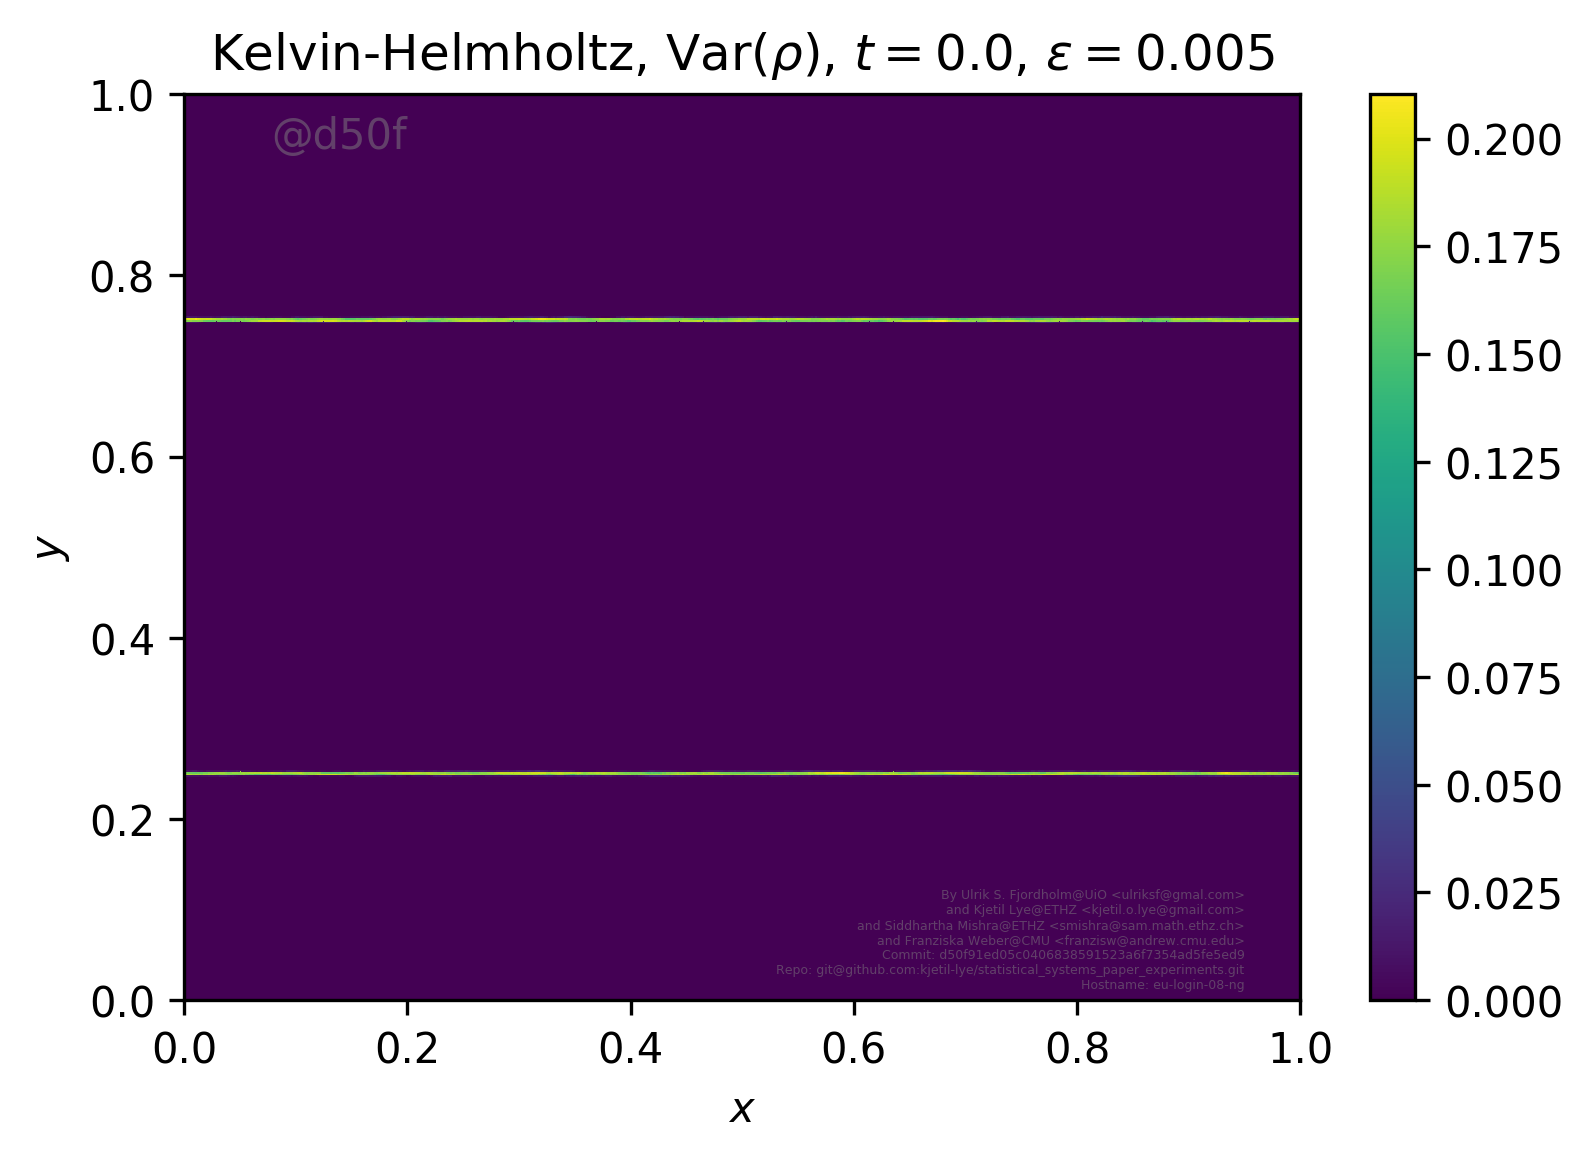 Kelvin-Helmholtz, Var(ρ), t = 0.0, ε = 0.005
@d50f
1.0
0.8
0.6
0.4
0.2
0.0
y
0.0 0.2 0.4 0.6 0.8 1.0
x
0.200
0.175
0.150
0.125
0.100
0.075
0.050
0.025
0.000
By Ulrik S. Fjordholm@UiO <ulriksf@gmal.com>
and Kjetil Lye@ETHZ <kjetil.o.lye@gmail.com>
and Siddhartha Mishra@ETHZ <smishra@sam.math.ethz.ch>
and Franziska Weber@CMU <franzisw@andrew.cmu.edu>
Commit: d50f91ed05c0406838591523a6f7354ad5fe5ed9
Repo: git@github.com:kjetil-lye/statistical_systems_paper_experiments.git
Hostname: eu-login-08-ng